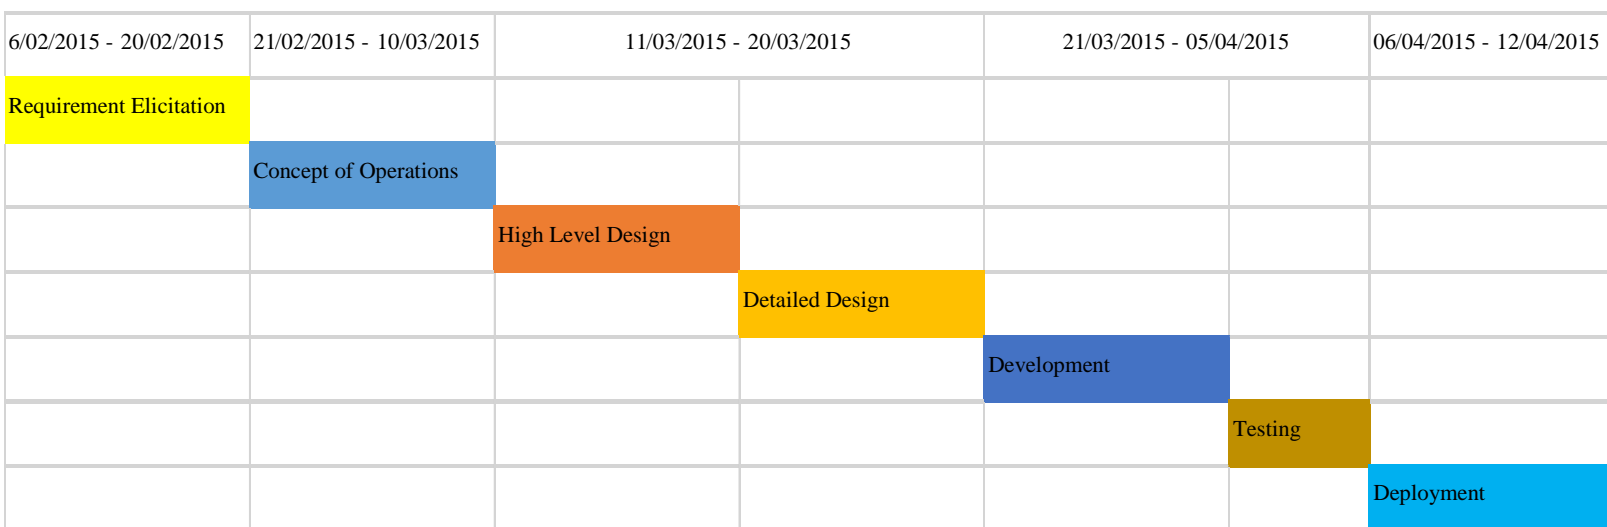 6/02/2015 - 20/02/2015 21/02/2015 - 10/03/2015 11/03/2015 - 20/03/2015 21/03/2015 - 05/04/2015 06/04/2015 - 12/04/2015
Requirement Elicitation
Concept of Operations
High Level Design
Detailed Design
Development
Testing
Deployment